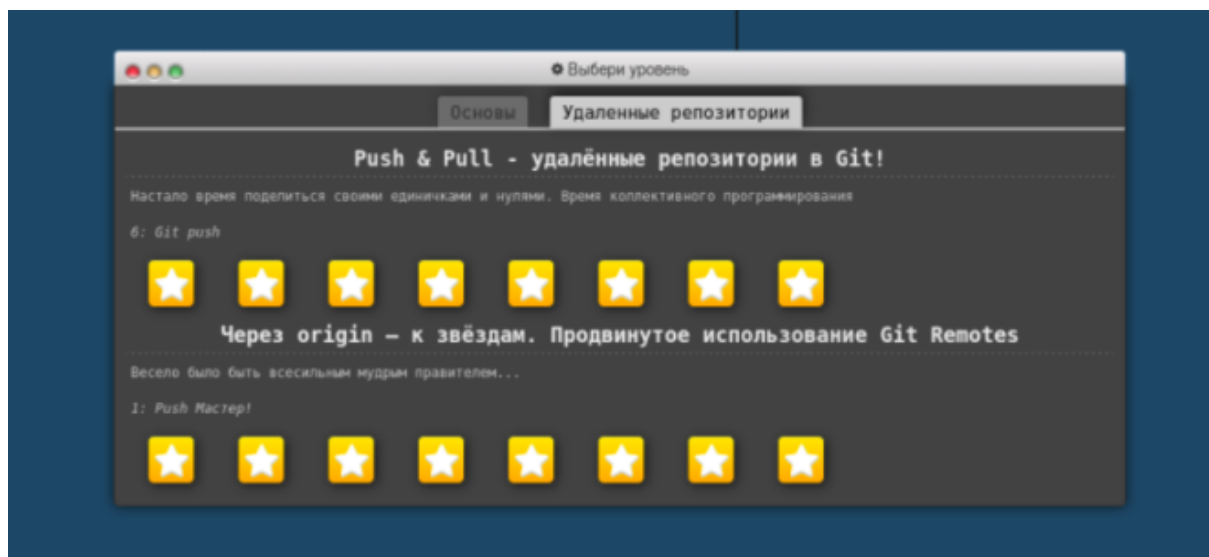 Выбери уровень
Основы Удаленные репозитории
Push & Pull - удалённые репозитории в Git!
Настало время поделиться своими единичками и нулями. Время коллективного программирования
6: Git push
Через origin – к звёздам. Продвинутое использование Git Remotes
Весело было быть всесильным мудрым правителем...
1: Push Мастер!